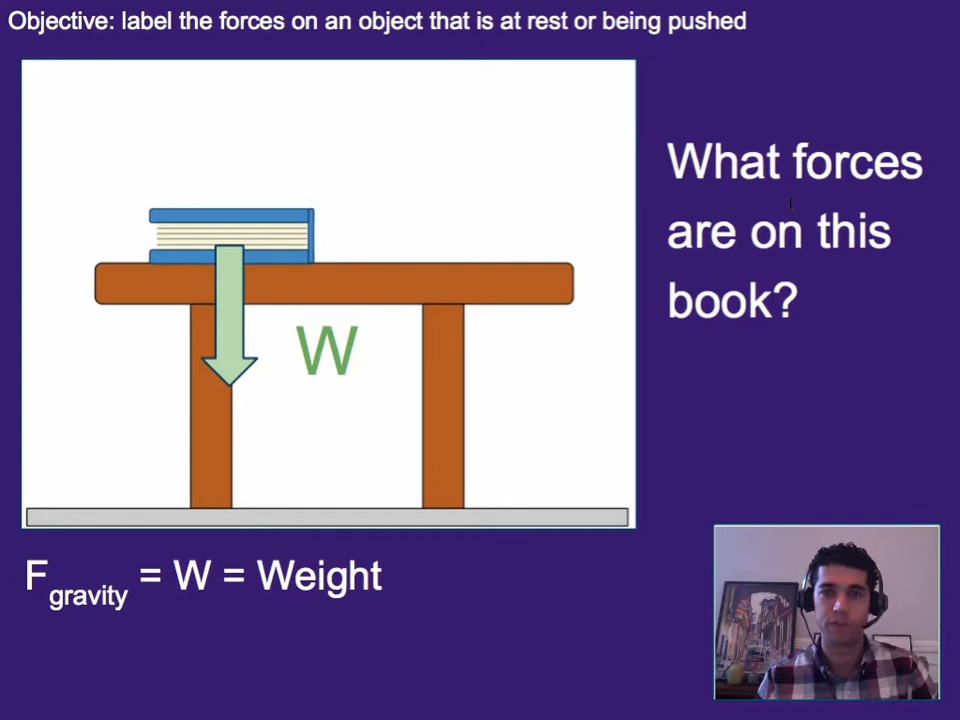 Objective: label the forces on an object that is at rest or being pushed
What forces
are on this
book?
W
F gravity = W = Weight